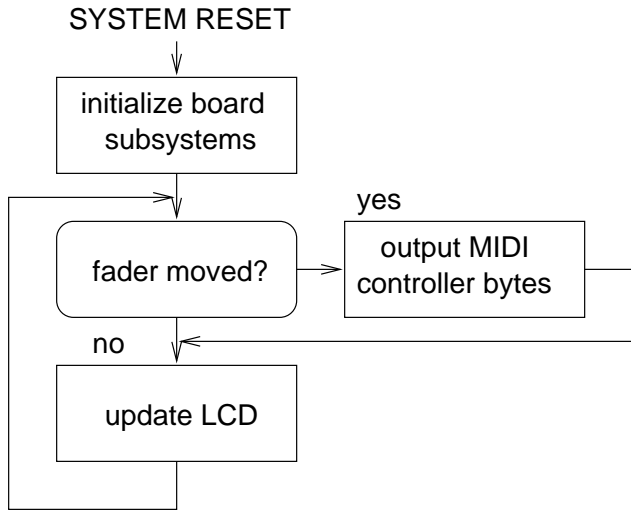 SYSTEM RESET
initialize board
subsystems
yes
fader moved?
output MIDI
controller bytes
no
update LCD